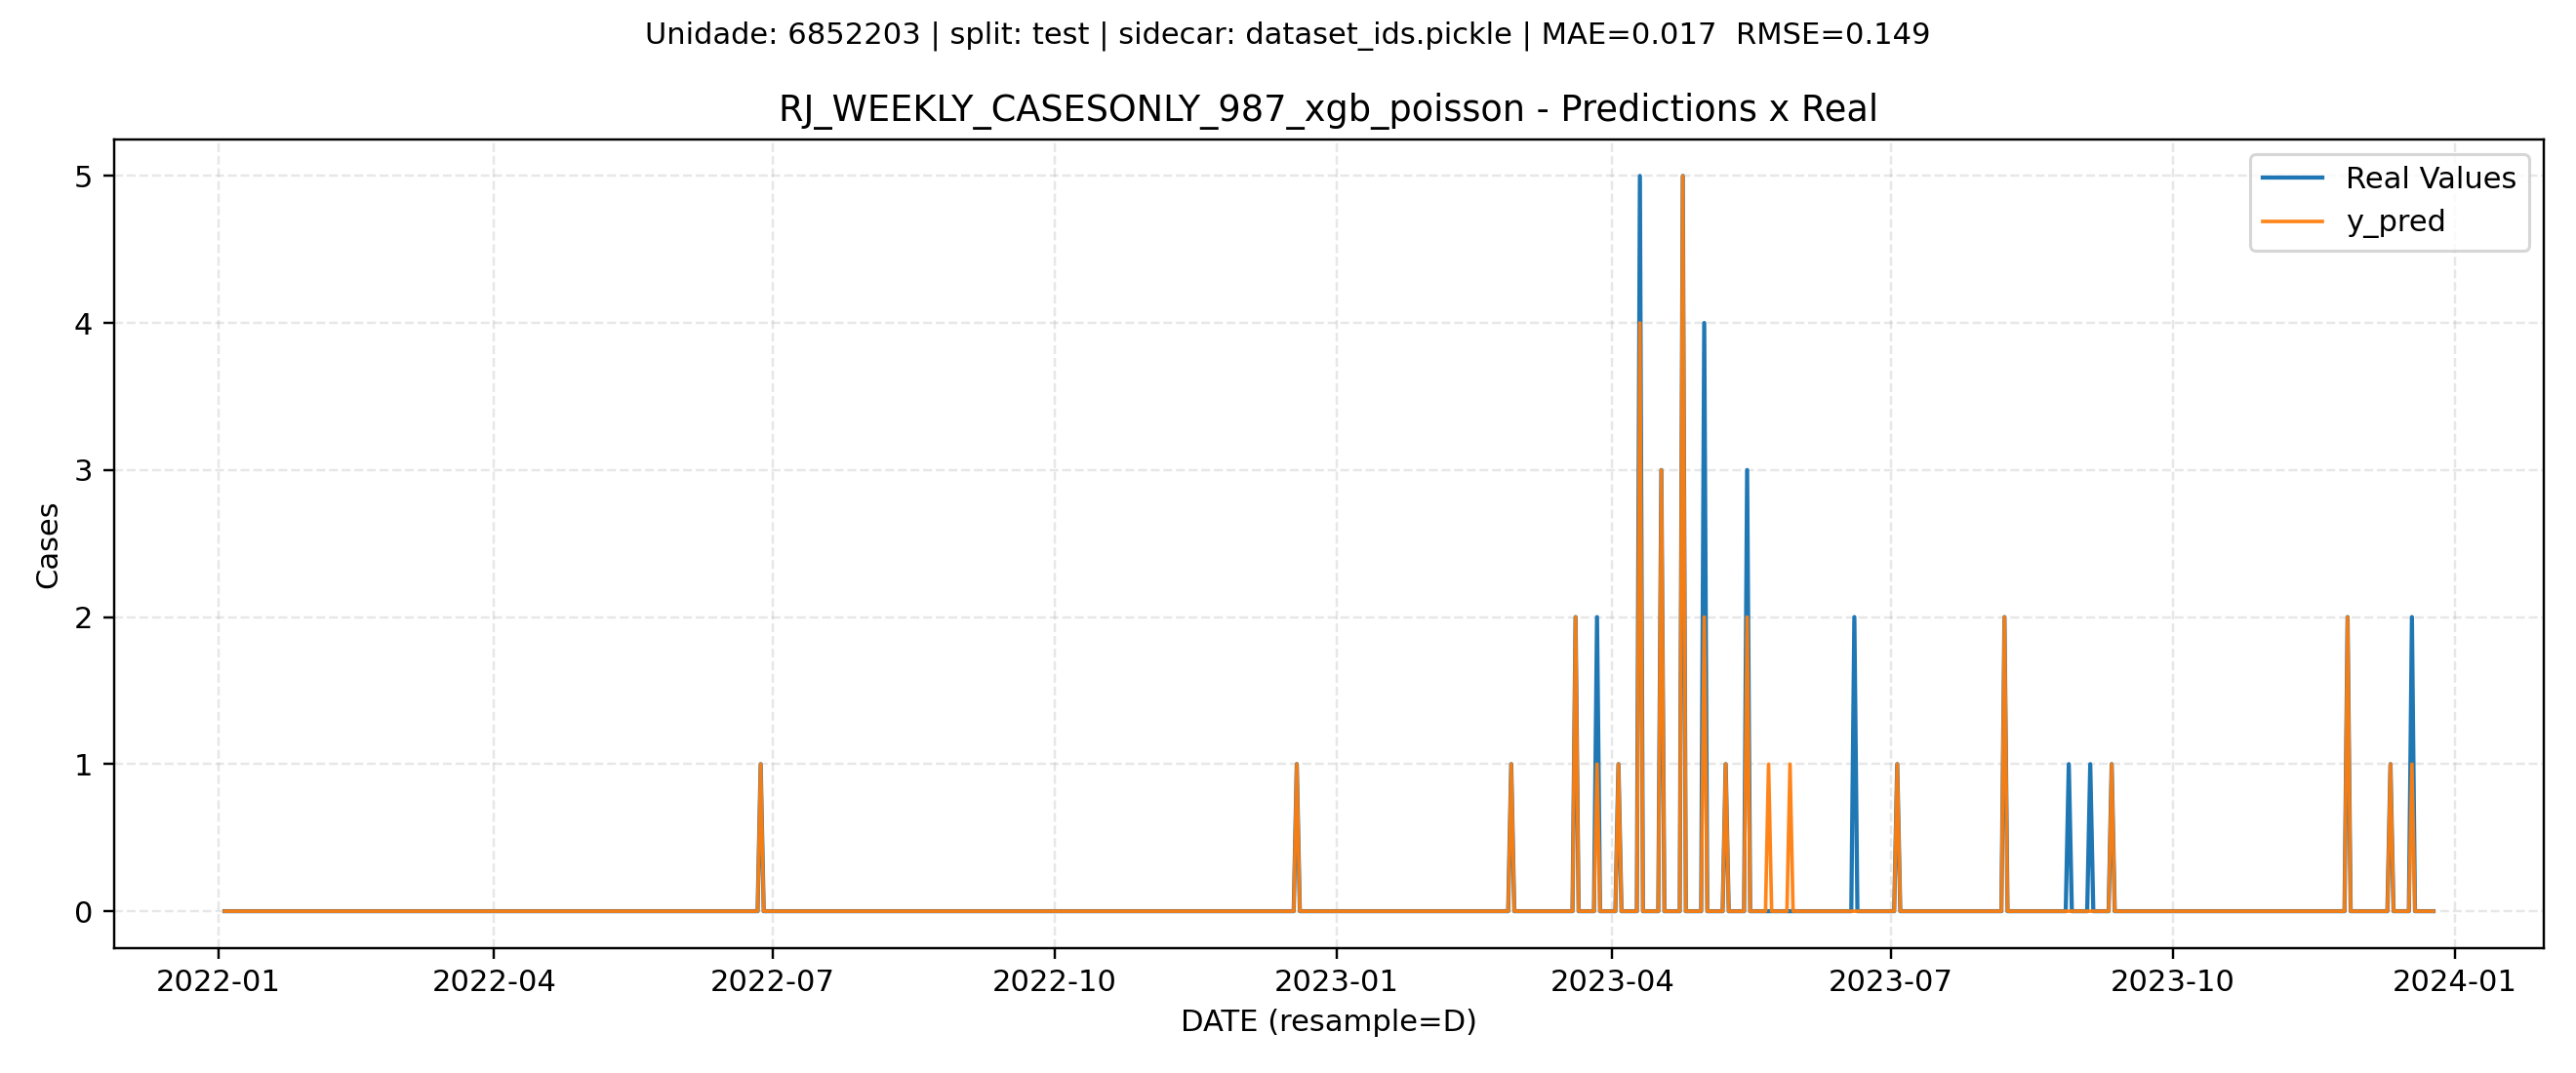 Unidade: 6852203 | split: test | sidecar: dataset_ids.pickle | MAE=0.017  RMSE=0.149
RJ_WEEKLY_CASESONLY_987_xgb_poisson - Predictions x Real
Real Values
y_pred
5
4
3
2
1
0
Cases
2022-01 2022-04 2022-07 2022-10 2023-01 2023-04 2023-07 2023-10 2024-01
DATE (resample=D)